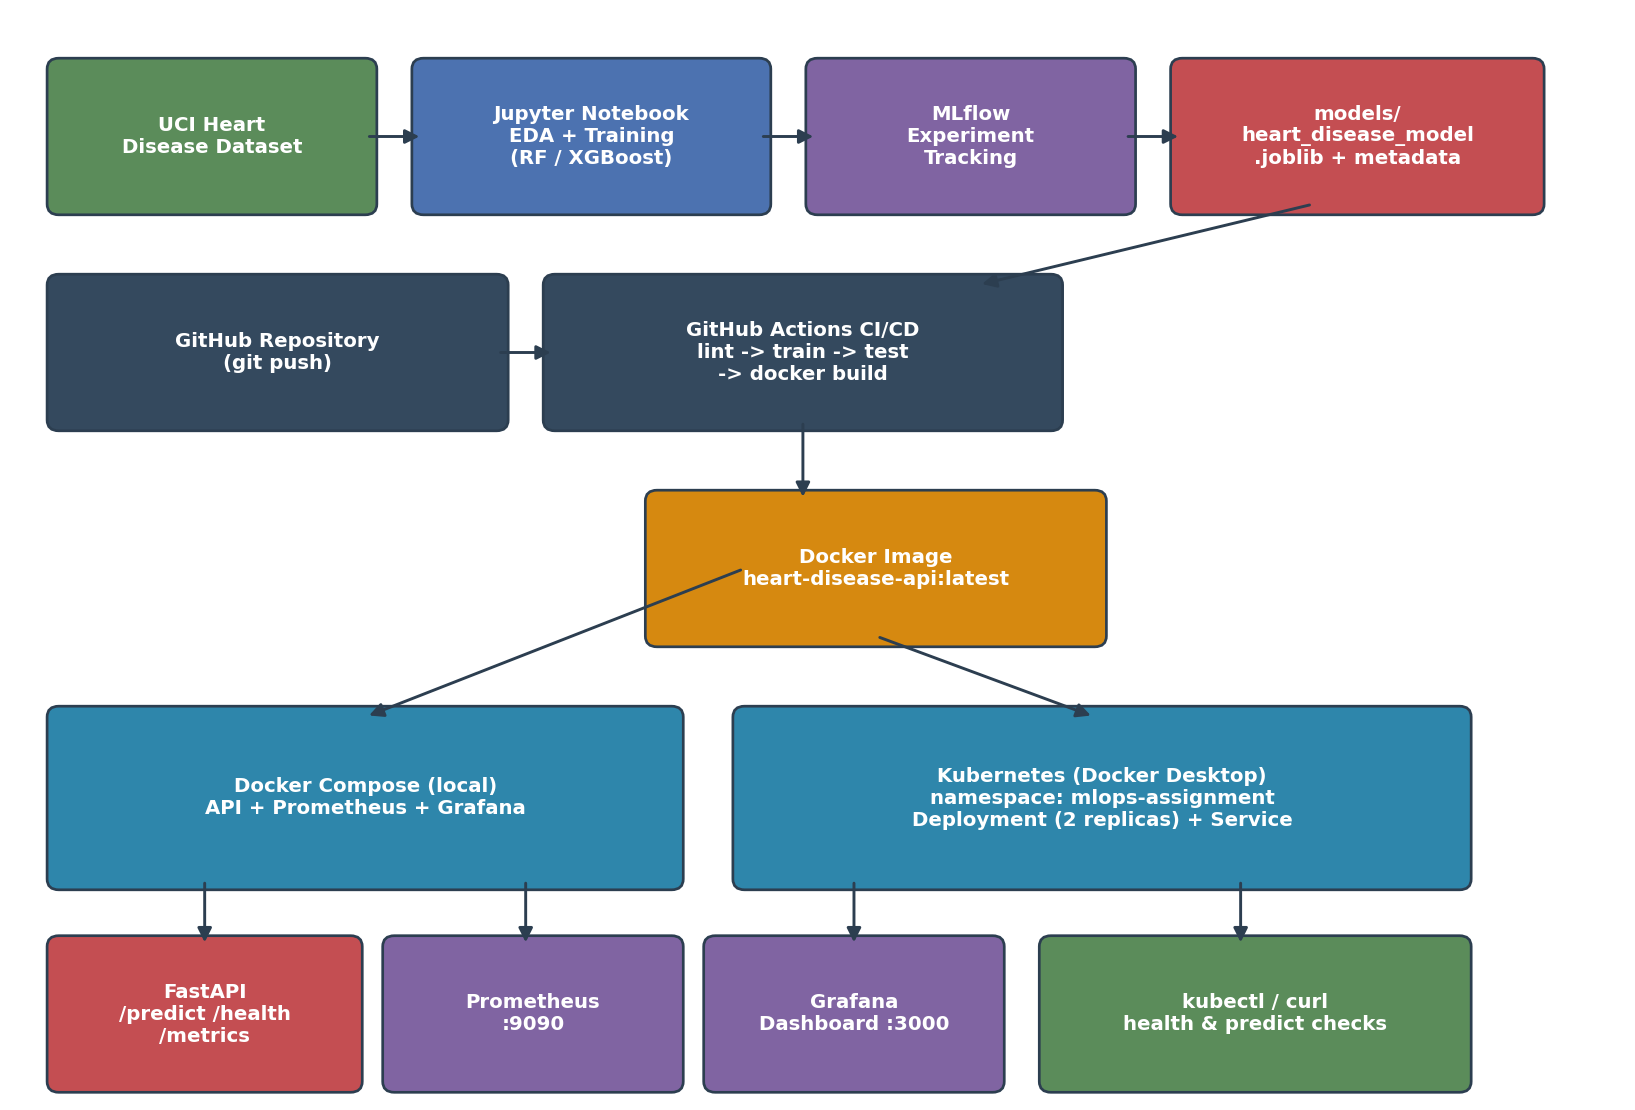 UCI Heart
Disease Dataset
Jupyter Notebook
EDA + Training
(RF / XGBoost)
MLflow
Experiment
Tracking
models/
heart_disease_model
.joblib + metadata
GitHub Repository
(git push)
GitHub Actions CI/CD
lint -> train -> test
-> docker build
Docker Image
heart-disease-api:latest
Docker Compose (local)
API + Prometheus + Grafana
Kubernetes (Docker Desktop)
namespace: mlops-assignment
Deployment (2 replicas) + Service
FastAPI
/predict /health
/metrics
Prometheus
:9090
Grafana
Dashboard :3000
kubectl / curl
health & predict checks